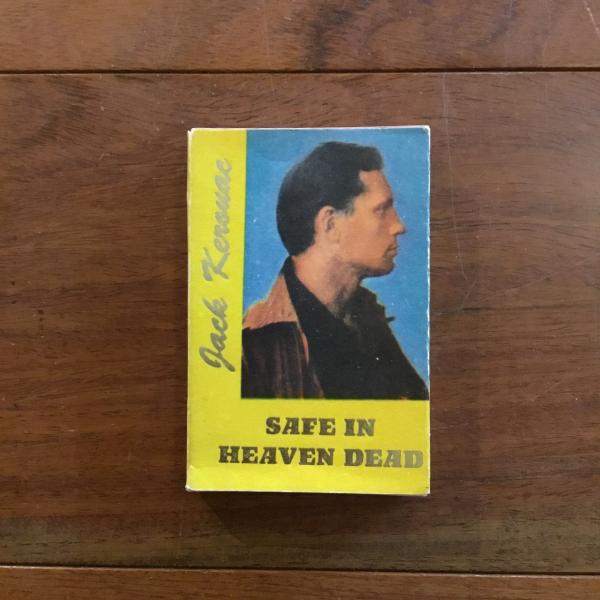 Jack Kerouac
SAFE IN
HEAVEN DEAD